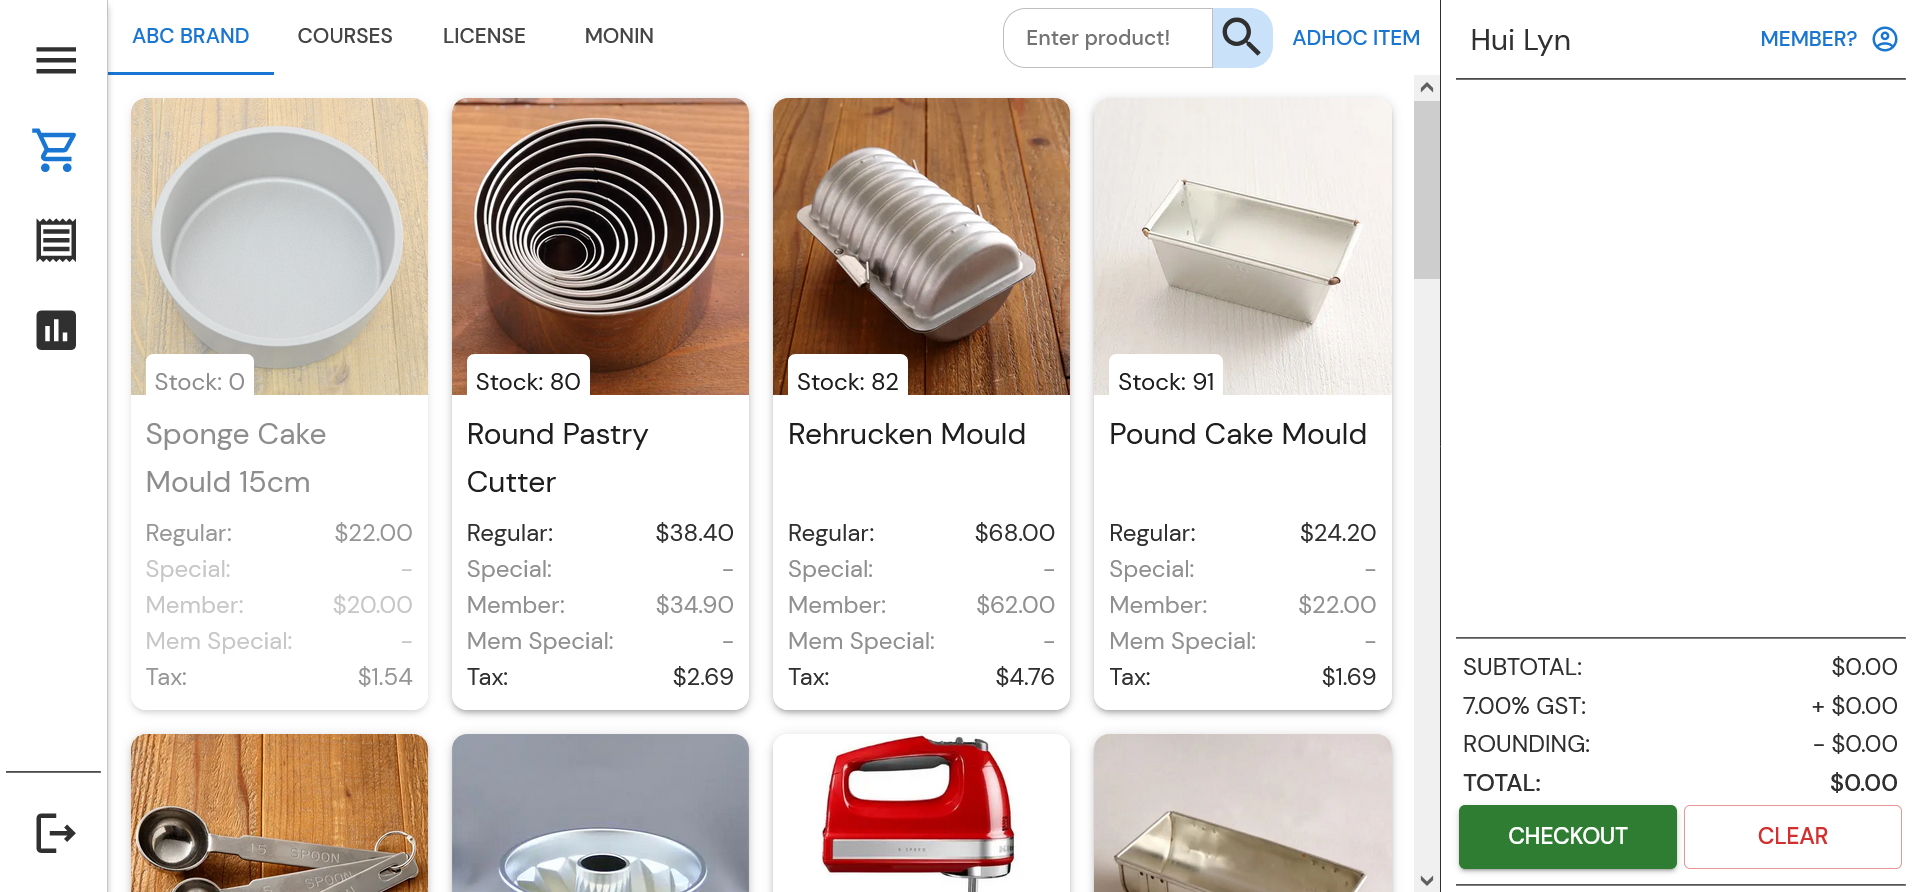 ABC BRAND
COURSES
LICENSE
MONIN
Enter product!
ADHOC ITEM
Hui Lyn
MEMBER?
Stock: 0
Sponge Cake
Mould 15cm
Regular: $22.00
Special: -
Member: $20.00
Mem Special: -
Tax: $1.54
Stock: 80
Round Pastry
Cutter
Regular: $38.40
Special: -
Member: $34.90
Mem Special: -
Tax: $2.69
Stock: 82
Rehrucken Mould
Regular: $68.00
Special: -
Member: $62.00
Mem Special: -
Tax: $4.76
Stock: 91
Pound Cake Mould
Regular: $24.20
Special: -
Member: $22.00
Mem Special: -
Tax: $1.69
SPOON
SPOON
SUBTOTAL: $0.00
7.00% GST: + $0.00
ROUNDING: - $0.00
TOTAL: $0.00
CHECKOUT
CLEAR